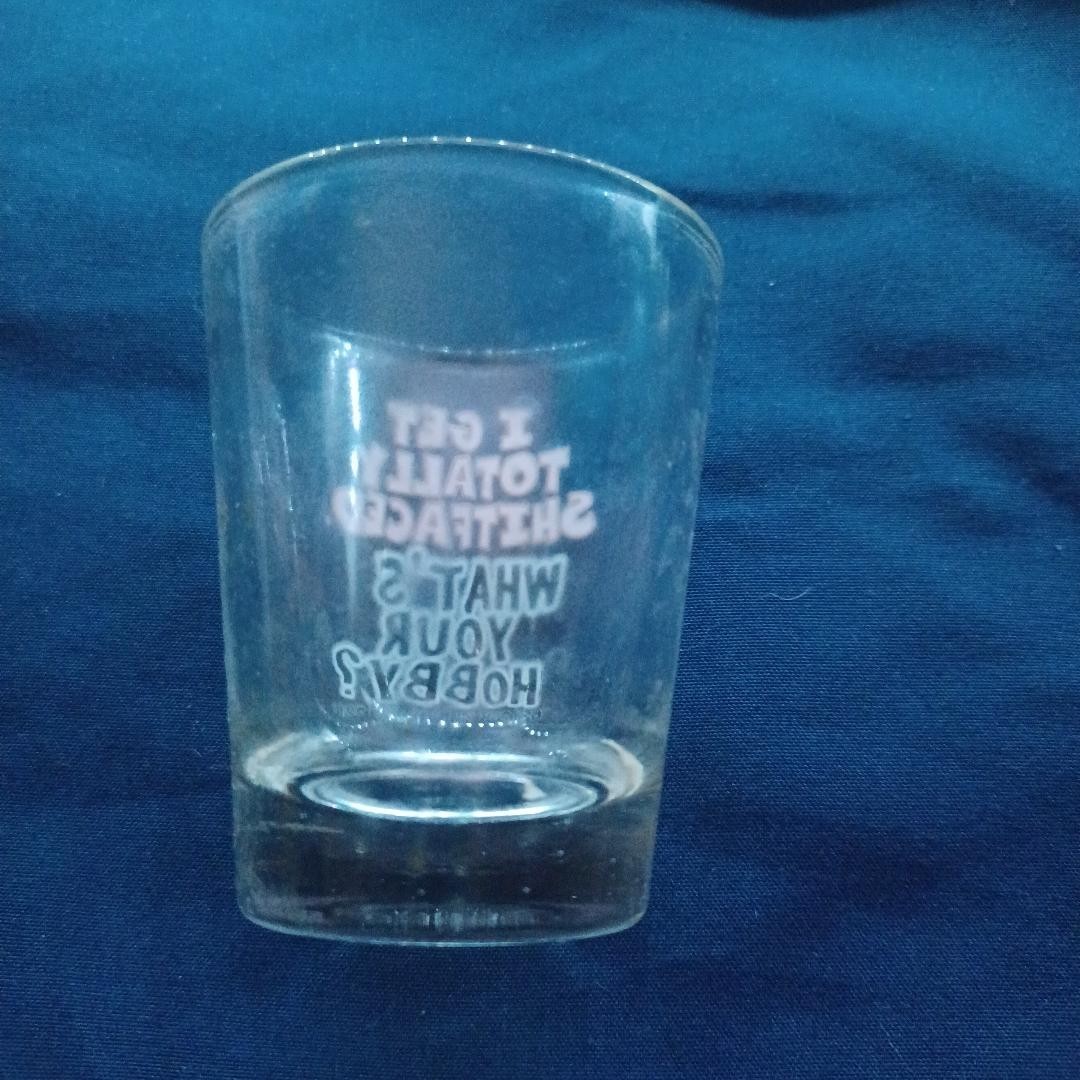 I GET
TOTALLY
SHITFACED
WHAT'S
YOUR
HOBBY?